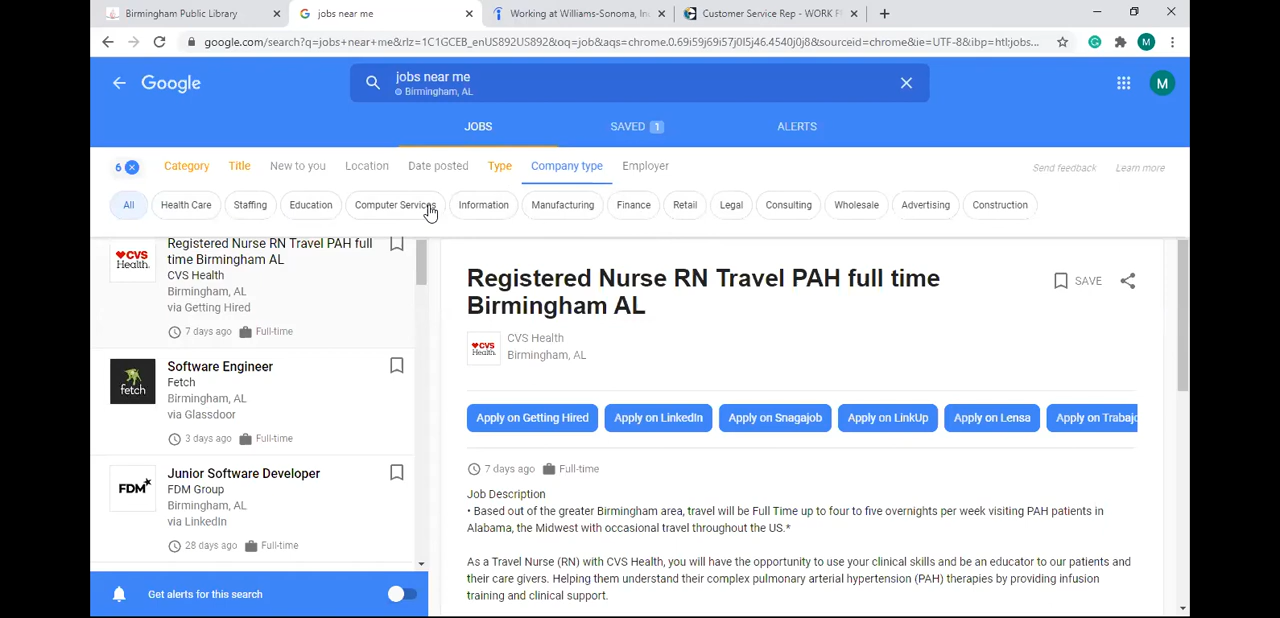 Birmingham Public Library
jobs near me
Working at Williams-Sonoma, Inc
Customer Service Rep - WORK F
google.com/search?q=jobs+near+me&rlz=1C1GCEB_enUS892US892&oq=job&aqs=chrome.0.69i59j69i57j0l5j46.4540j0j8&sourceid=chrome&ie=UTF-8&ibp=htl;jobs...
M
Google
jobs near me
Birmingham, AL
M
JOBS
SAVED 1
ALERTS
6 Category Title New to you Location Date posted Type Company type Employer
Send feedback Learn more
All Health Care Staffing Education Computer Services Information Manufacturing Finance Retail Legal Consulting Wholesale Advertising Construction
♥CVS
Health.
Registered Nurse RN Travel PAH full
time Birmingham AL
CVS Health
Birmingham, AL
via Getting Hired
7 days ago Full-time
fetch
Software Engineer
Fetch
Birmingham, AL
via Glassdoor
3 days ago Full-time
FDM
Junior Software Developer
FDM Group
Birmingham, AL
via LinkedIn
28 days ago Full-time
Get alerts for this search
Registered Nurse RN Travel PAH full time
Birmingham AL
SAVE
♥CVS
Health.
CVS Health
Birmingham, AL
Apply on Getting Hired
Apply on LinkedIn
Apply on Snagajob
Apply on LinkUp
Apply on Lensa
Apply on Trabajo
7 days ago Full-time
Job Description
• Based out of the greater Birmingham area, travel will be Full Time up to four to five overnights per week visiting PAH patients in
Alabama, the Midwest with occasional travel throughout the US.*
As a Travel Nurse (RN) with CVS Health, you will have the opportunity to use your clinical skills and be an educator to our patients and
their care givers. Helping them understand their complex pulmonary arterial hypertension (PAH) therapies by providing infusion
training and clinical support.